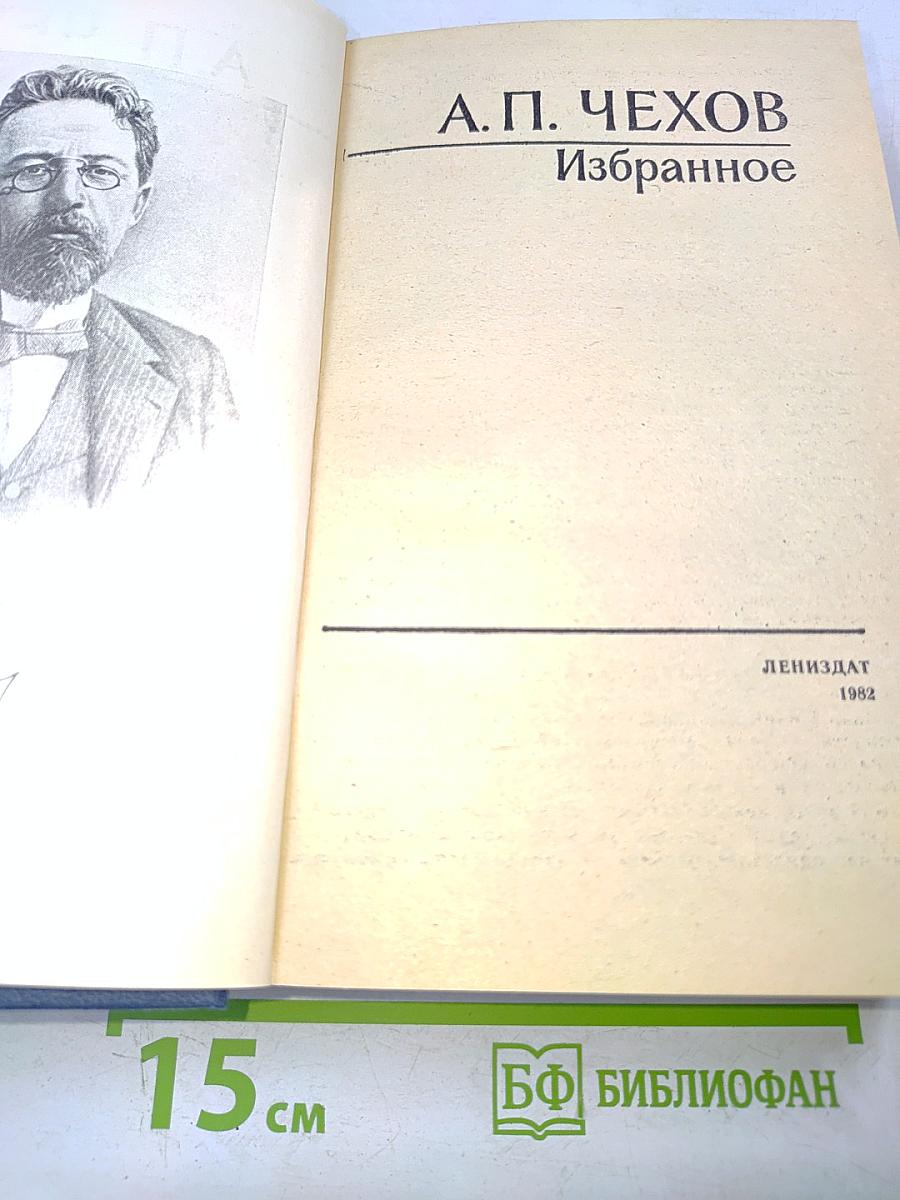 А. П. ЧЕХОВ
Избранное
ЛЕНИЗДАТ
1982
15 см
БФ БИБЛИОФАН